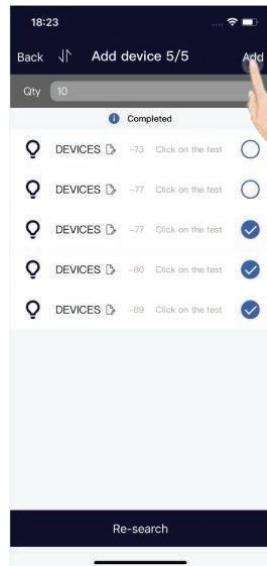 18:23
Back Add device 5/5 Add
Qty 10
Completed
DEVICES -73 Click on the test
DEVICES -77 Click on the test
DEVICES -77 Click on the test
DEVICES -80 Click on the test
DEVICES -89 Click on the test
Re-search